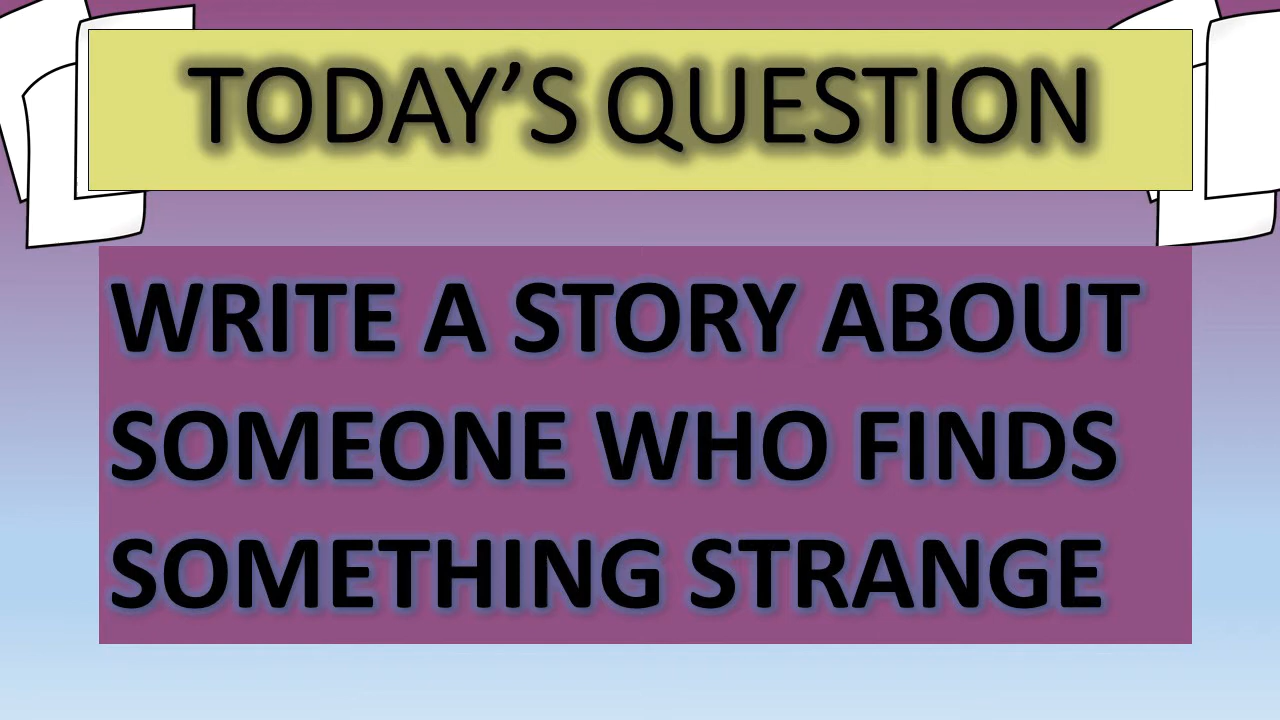 TODAY’S QUESTION
WRITE A STORY ABOUT
SOMEONE WHO FINDS
SOMETHING STRANGE